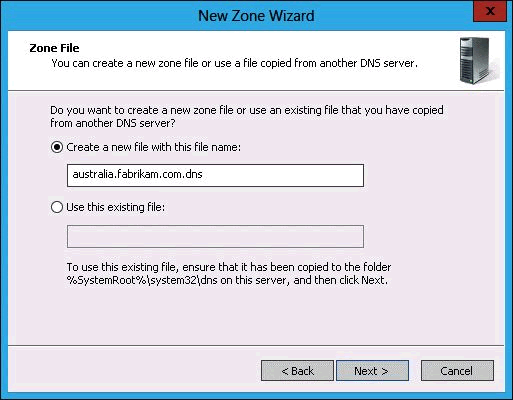 New Zone Wizard
x
Zone File
You can create a new zone file or use a file copied from another DNS server.
Do you want to create a new zone file or use an existing file that you have copied
from another DNS server?
Create a new file with this file name:
australia.fabrikam.com.dns
Use this existing file:
To use this existing file, ensure that it has been copied to the folder
%SystemRoot%\system32\dns on this server, and then click Next.
< Back
Next >
Cancel